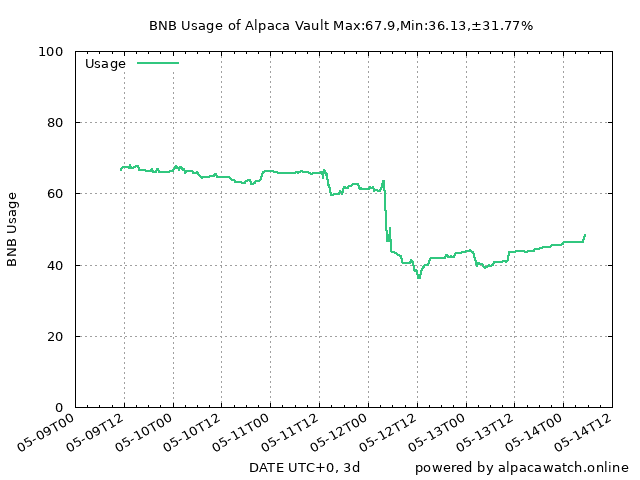 BNB Usage of Alpaca Vault Max:67.9,Min:36.13,±31.77%
100
Usage
80
60
40
20
0
BNB Usage
05-09T00
05-09T12
05-10T00
05-10T12
05-11T00
05-11T12
05-12T00
05-12T12
05-13T00
05-13T12
05-14T00
05-14T12
DATE UTC+0, 3d
powered by alpacawatch.online